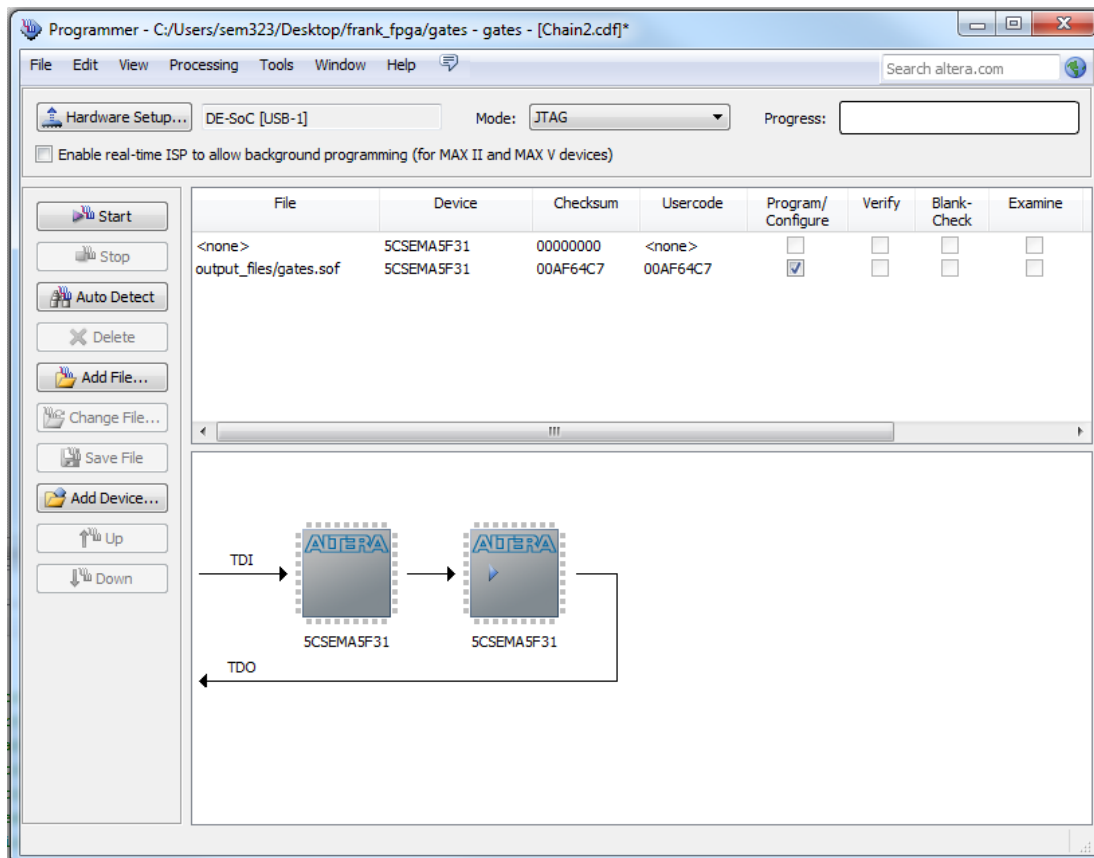 Programmer - C:/Users/sem323/Desktop/frank_fpga/gates - gates - [Chain2.cdf]*
File Edit View Processing Tools Window Help
Search altera.com
Hardware Setup... DE-SoC [USB-1] Mode: JTAG Progress:
Enable real-time ISP to allow background programming (for MAX II and MAX V devices)
Start
Stop
Auto Detect
Delete
Add File...
Change File...
Save File
Add Device...
Up
Down
File Device Checksum Usercode Program/ Verify Blank- Examine
Configure Check
<none> 5CSEMA5F31 00000000 <none>
output_files/gates.sof 5CSEMA5F31 00AF64C7 00AF64C7
TDI
ALTERA ALTERA
5CSEMA5F31 5CSEMA5F31
TDO